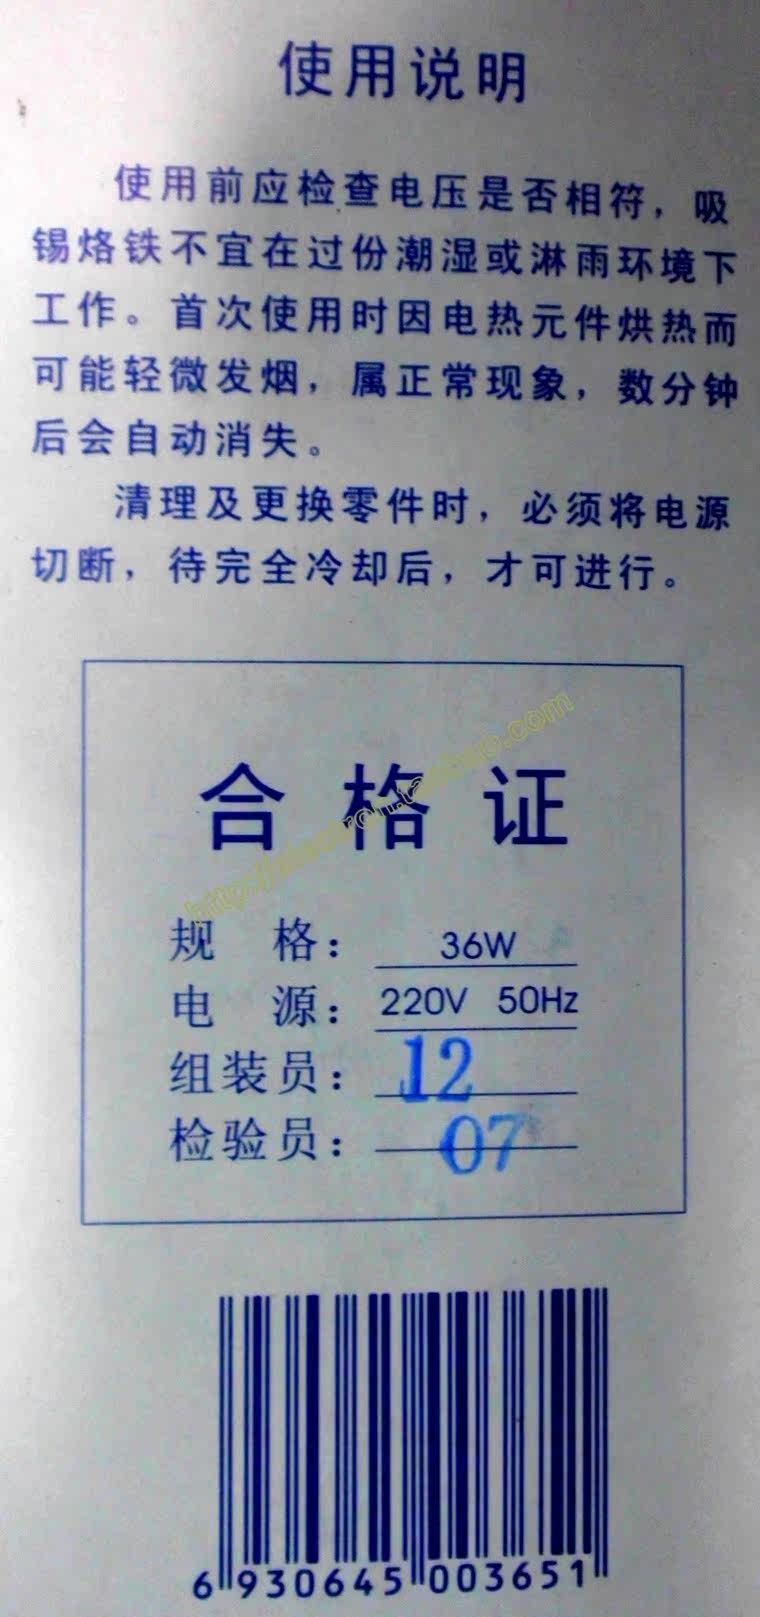 使用说明
使用前应检查电压是否相符，吸
锡烙铁不宜在过份潮湿或淋雨环境下
工作。首次使用时因电热元件烘热而
可能轻微发烟，属正常现象，数分钟
后会自动消失。
清理及更换零件时，必须将电源
切断，待完全冷却后，才可进行。
合格证
规 格： 36W
电 源： 220V 50Hz
组装员： 12
检验员： 07
6 930645 003651